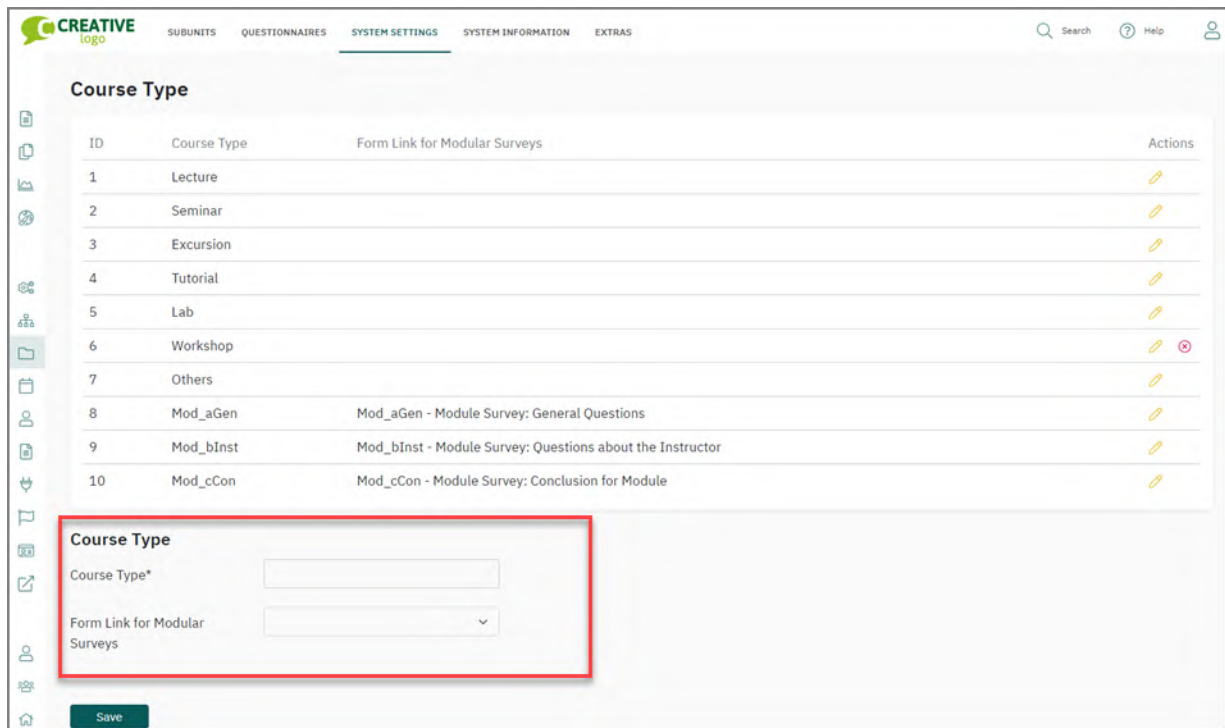 CREATIVE
logo
SUBUNITS QUESTIONNAIRES SYSTEM SETTINGS SYSTEM INFORMATION EXTRAS Search Help
Course Type
ID Course Type Form Link for Modular Surveys Actions
1 Lecture
2 Seminar
3 Excursion
4 Tutorial
5 Lab
6 Workshop
7 Others
8 Mod_aGen Mod_aGen - Module Survey: General Questions
9 Mod_bInst Mod_bInst - Module Survey: Questions about the Instructor
10 Mod_cCon Mod_cCon - Module Survey: Conclusion for Module
Course Type
Course Type*
Form Link for Modular
Surveys
Save